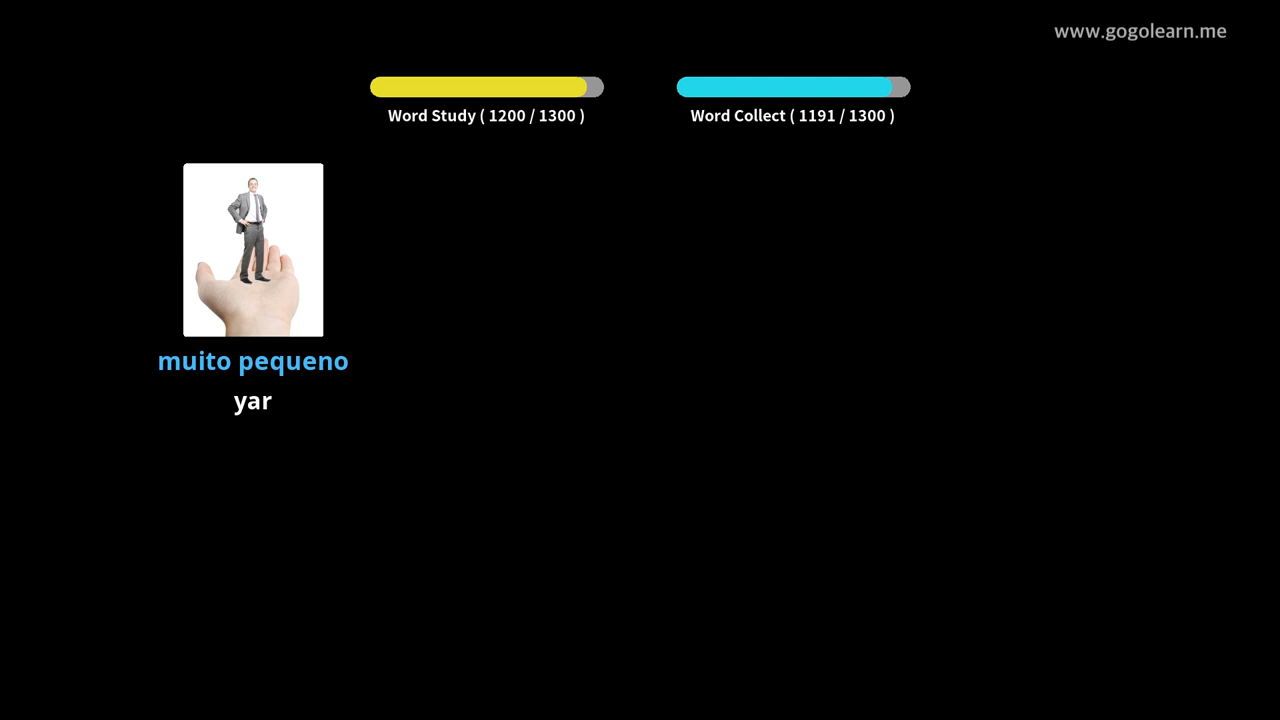 www.gogolearn.me
Word Study ( 1200 / 1300 )
Word Collect ( 1191 / 1300 )
muito pequeno
yar